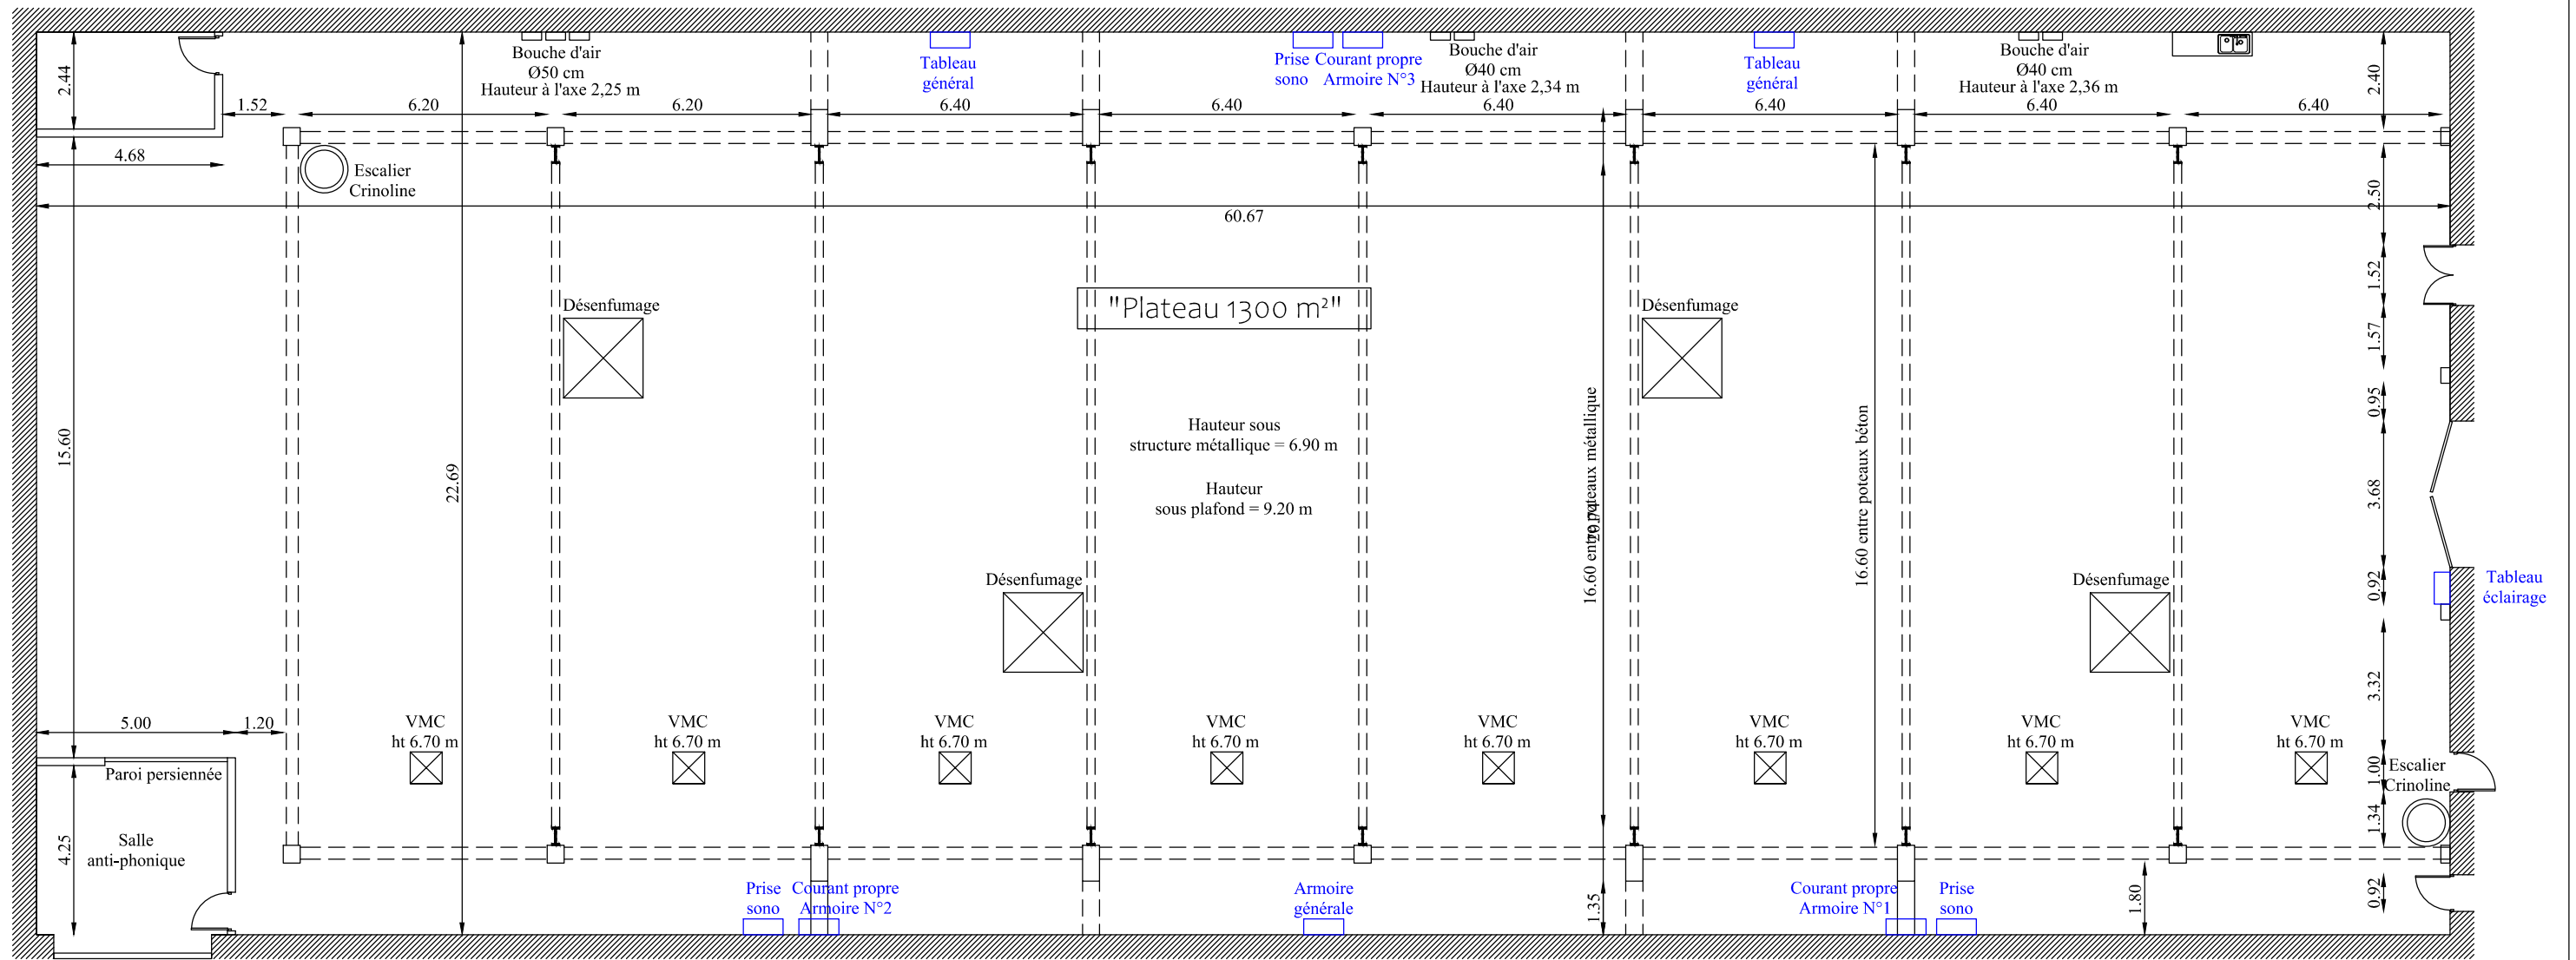 Bouche d'air
Ø50 cm
Hauteur à l'axe 2,25 m
Tableau
général
Prise
sono
Courant propre
Armoire N°3
Bouche d'air
Ø40 cm
Hauteur à l'axe 2,34 m
Tableau
général
Bouche d'air
Ø40 cm
Hauteur à l'axe 2,36 m
2.44
2.40
1.52
6.20
6.20
6.40
6.40
6.40
6.40
6.40
6.40
4.68
Escalier
Crinoline
2.50
60.67
1.52
Désenfumage
"Plateau 1300 m²"
Désenfumage
1.57
0.95
15.60
22.69
Hauteur sous
structure métallique = 6.90 m
Hauteur
sous plafond = 9.20 m
16.60 entre poteaux métallique
16.60 entre poteaux béton
3.68
Désenfumage
Désenfumage
0.92
Tableau
éclairage
3.32
5.00
1.20
VMC
ht 6.70 m
VMC
ht 6.70 m
VMC
ht 6.70 m
VMC
ht 6.70 m
VMC
ht 6.70 m
VMC
ht 6.70 m
VMC
ht 6.70 m
VMC
ht 6.70 m
Paroi persiennée
1.00
Escalier
Crinoline
1.34
4.25
Salle
anti-phonique
Prise
sono
Courant propre
Armoire N°2
Armoire
générale
1.35
Courant propre
Armoire N°1
Prise
sono
1.80
0.92